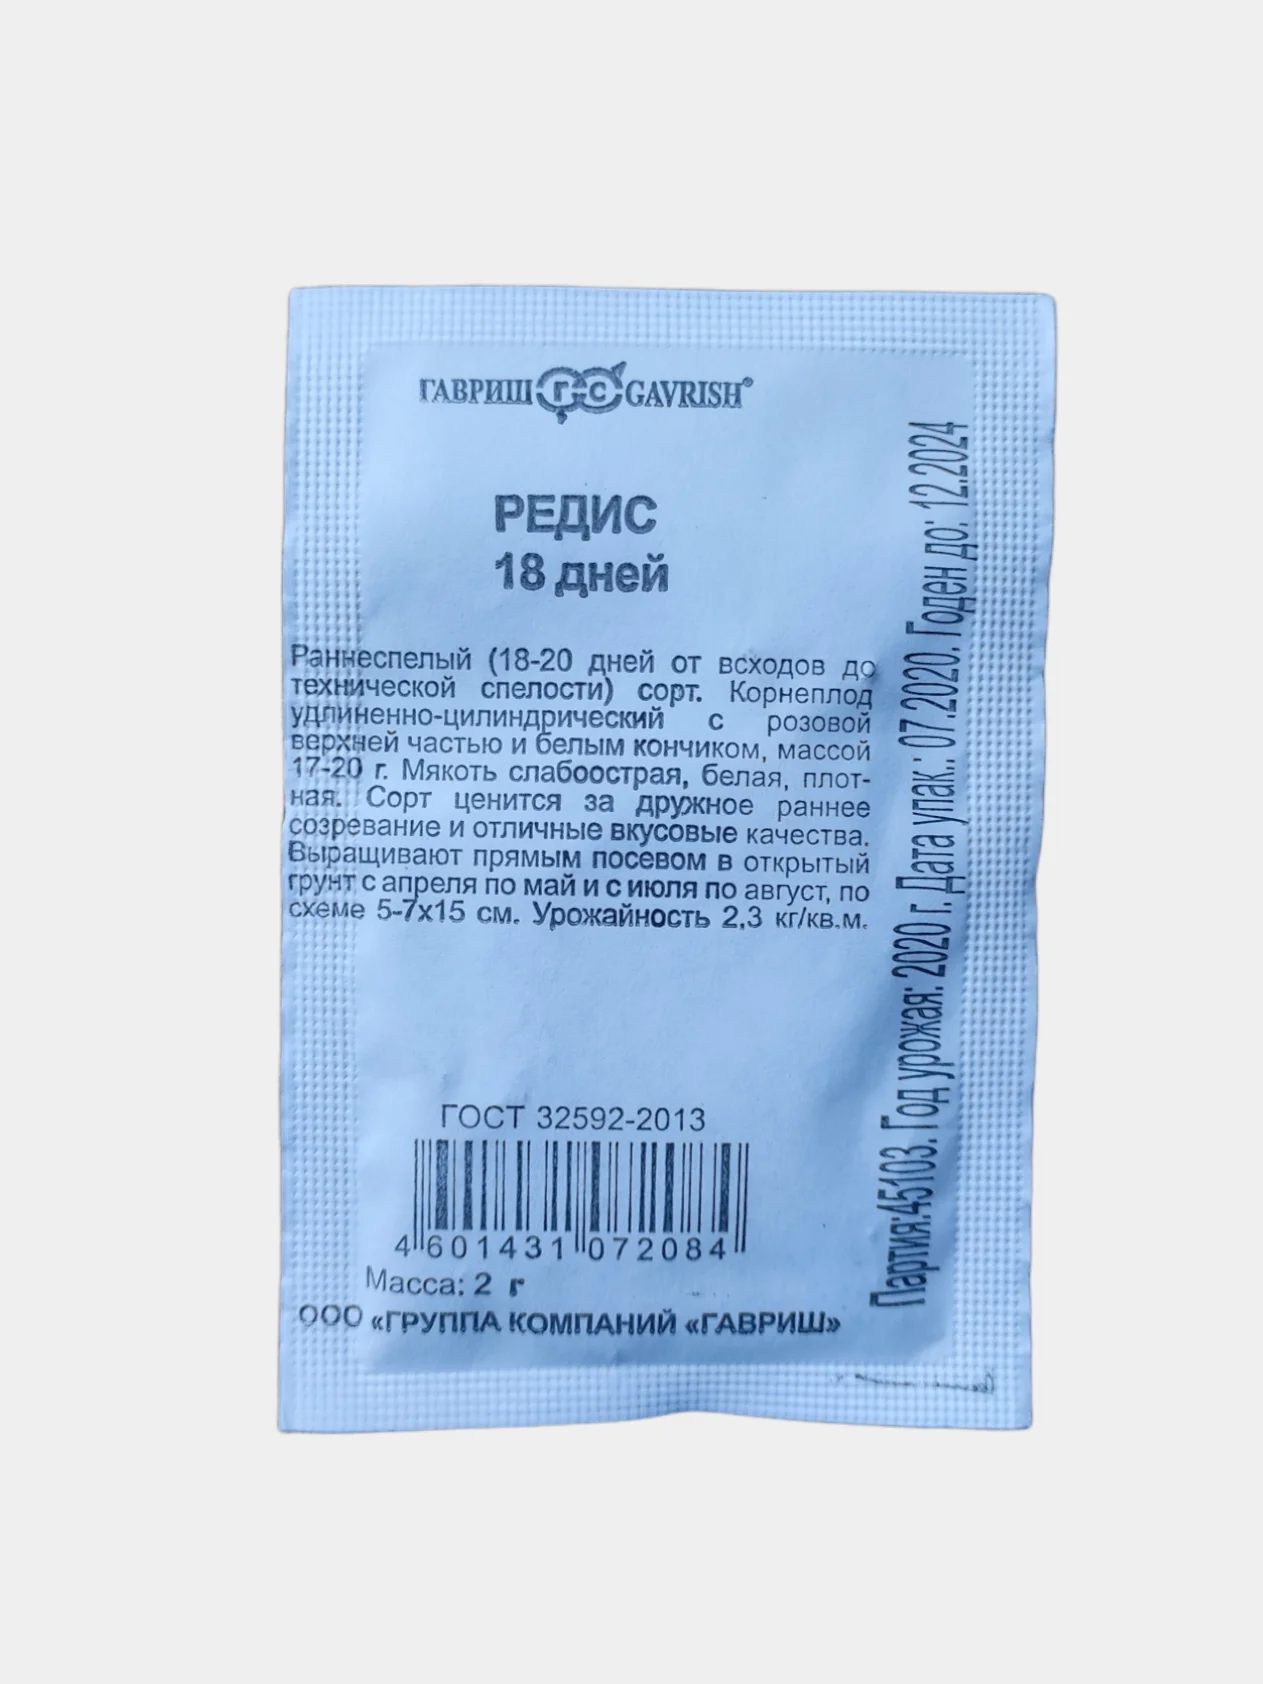 ГАВРИШ ГС GAVRISH®
РЕДИС
18 дней
Раннеспелый (18-20 дней от всходов до
технической спелости) сорт. Корнеплод
удлиненно-цилиндрический с розовой
верхней частью и белым кончиком, массой
17-20 г. Мякоть слабоострая, белая, плот-
ная. Сорт ценится за дружное раннее
созревание и отличные вкусовые качества.
Выращивают прямым посевом в открытый
грунт с апреля по май и с июля по август, по
схеме 5-7х15 см. Урожайность 2,3 кг/кв.м.
ГОСТ 32592-2013
4 601431 072084
Масса: 2 г
ООО «ГРУППА КОМПАНИЙ «ГАВРИШ»
Партия:45103. Год урожая: 2020 г. Дата упак.: 07.2020. Годен до: 12.2024